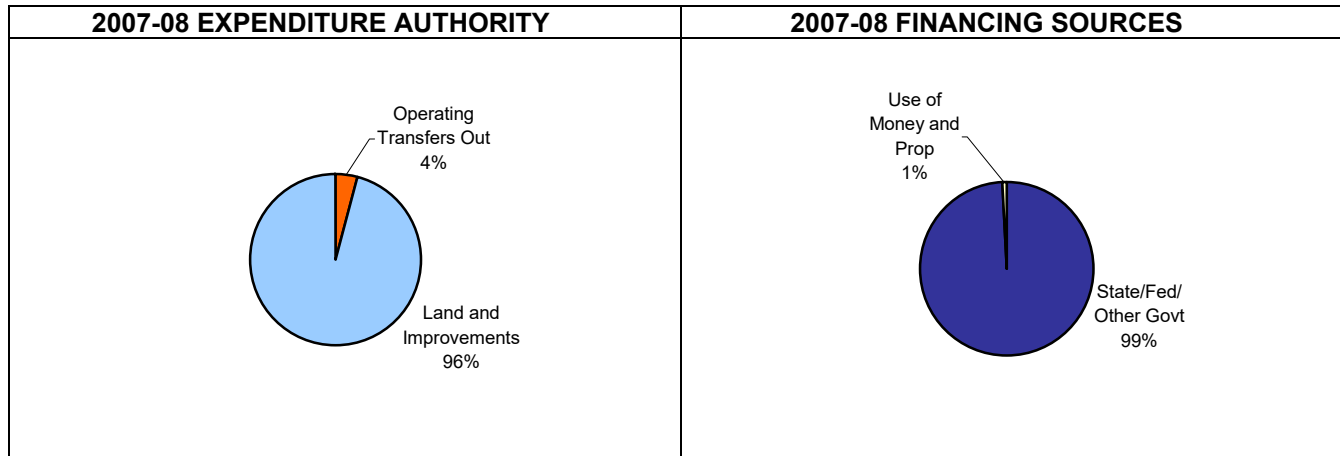 2007-08 EXPENDITURE AUTHORITY
2007-08 FINANCING SOURCES
Operating
Transfers Out
4%
Land and
Improvements
96%
Use of
Money and
Prop
1%
State/Fed/
Other Govt
99%